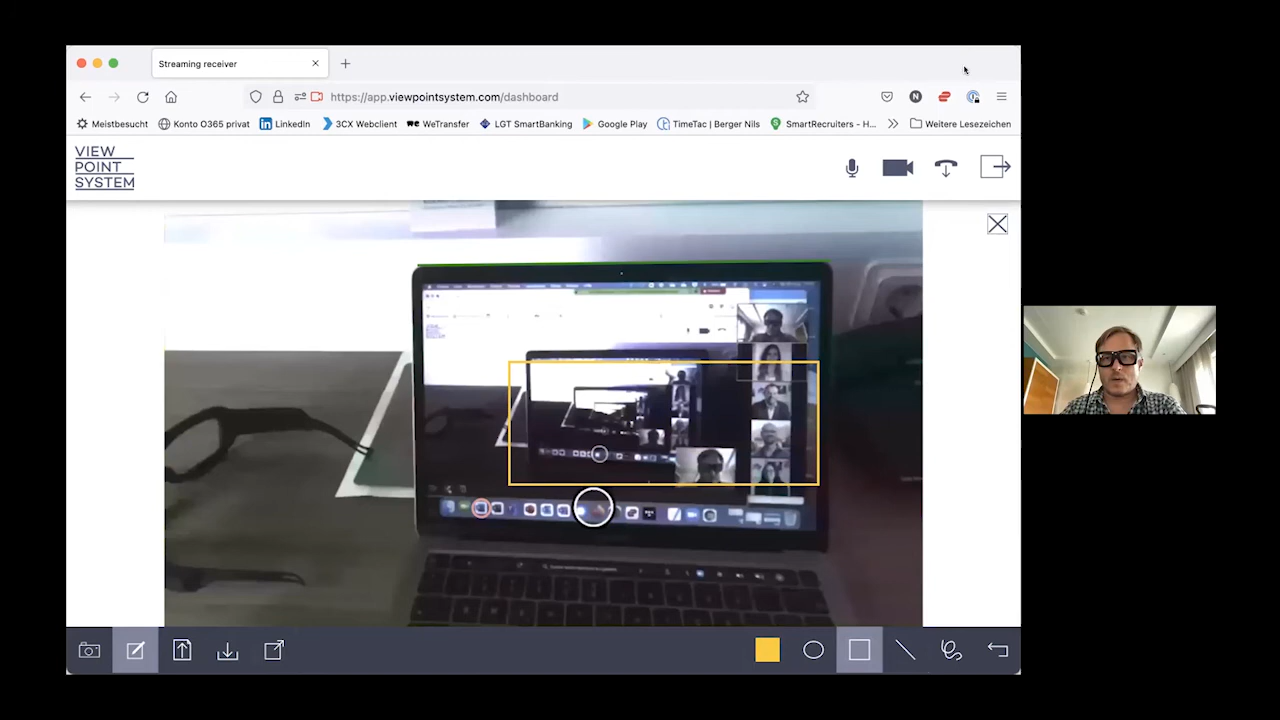 Streaming receiver
https://app.viewpointsystem.com/dashboard
Meistbesucht
Konto O365 privat
LinkedIn
3CX Webclient
WeTransfer
LGT SmartBanking
Google Play
TimeTac | Berger Nils
SmartRecruiters - H...
Weitere Lesezeichen
VIEW
POINT
SYSTEM